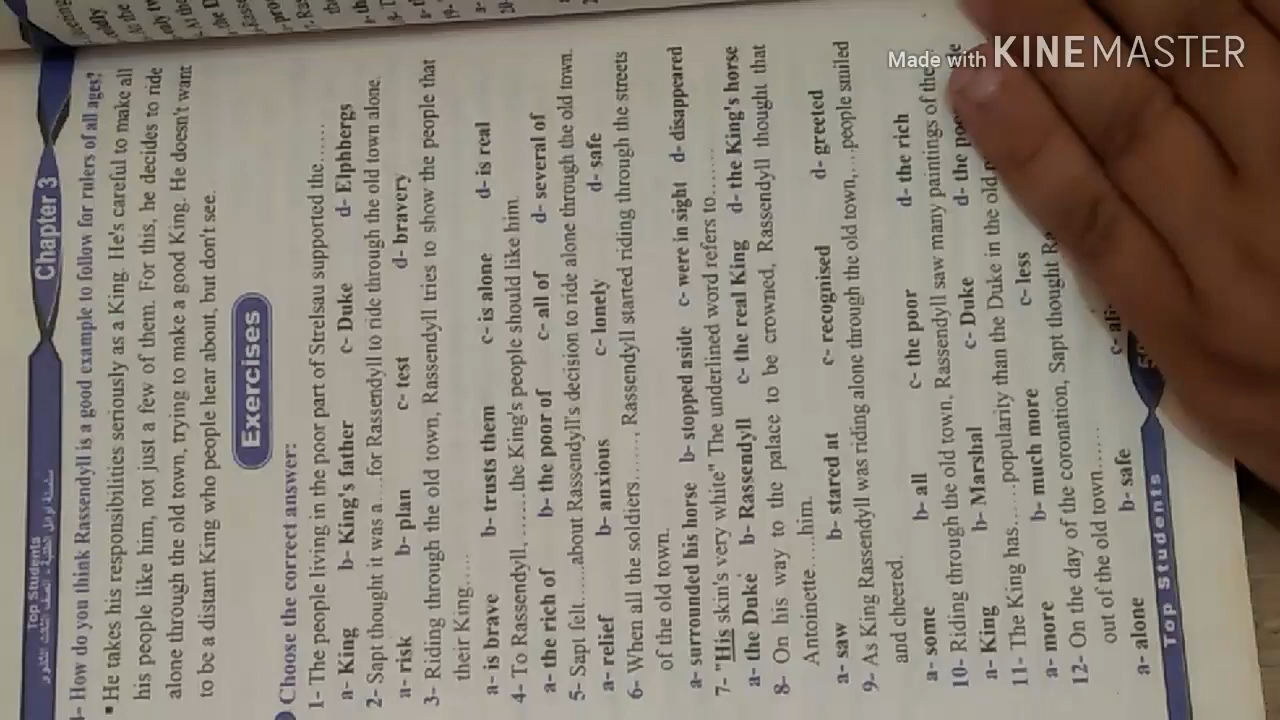 Made with KINEMASTER
Top Students
Chapter 3
4- How do you think Rassendyll is a good example to follow for rulers of all ages?
▪ He takes his responsibilities seriously as a King. He's careful to make all
his people like him, not just a few of them. For this, he decides to ride
alone through the old town, trying to make a good King. He doesn't want
to be a distant King who people hear about, but don't see.
Exercises
Choose the correct answer:
1- The people living in the poor part of Strelsau supported the......
a- King b- King's father c- Duke d- Elphbergs
2- Sapt thought it was a ....for Rassendyll to ride through the old town alone.
a- risk b- plan c- test d- bravery
3- Riding through the old town, Rassendyll tries to show the people that
their King.....
a- is brave b- trusts them c- is alone d- is real
4- To Rassendyll,......the King's people should like him.
a- the rich of b- the poor of c- all of d- several of
5- Sapt felt.....about Rassendyll's decision to ride alone through the old town.
a- relief b- anxious c- lonely d- safe
6- When all the soldiers......, Rassendyll started riding through the streets
of the old town.
a- surrounded his horse b- stopped aside c- were in sight d- disappeared
7- "His skin's very white" The underlined word refers to.......
a- the Duke b- Rassendyll c- the real King d- the King's horse
8- On his way to the palace to be crowned, Rassendyll thought that
Antoinette....him.
a- saw b- stared at c- recognised d- greeted
9- As King Rassendyll was riding alone through the old town,....people smiled
and cheered.
a- some b- all c- the poor d- the rich
10- Riding through the old town, Rassendyll saw many paintings of the
a- King b- Marshal c- Duke d- the
11- The King has.....popularity than the Duke in the old
a- more b- much more c- less
12- On the day of the coronation, Sapt thought
out of the old town......
a- alone b- safe c-
Top Students